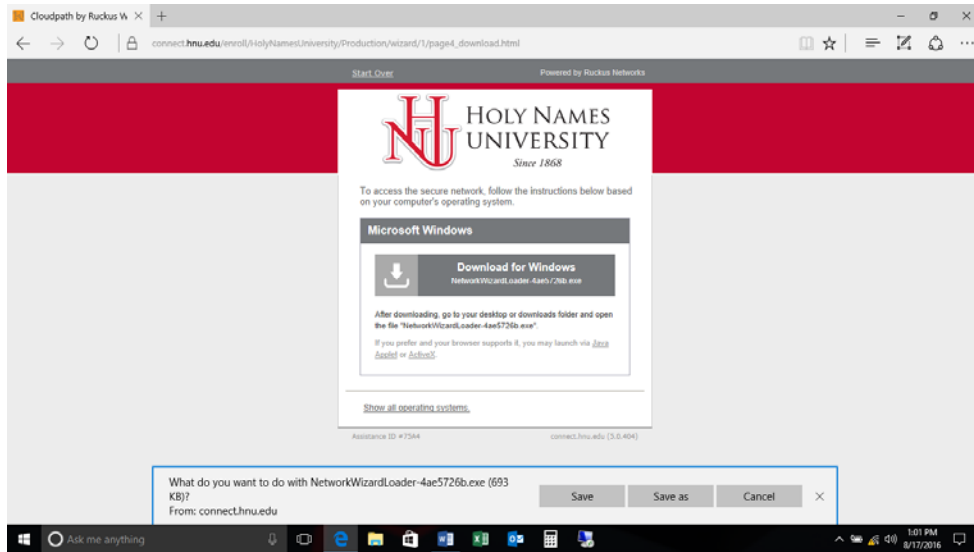 Cloudpath by Ruckus W
connect.hnu.edu/enroll/HolyNamesUniversity/Production/wizard/1/page4_download.html
Start Over
Powered by Ruckus Networks
HNU
HOLY NAMES
UNIVERSITY
Since 1868
To access the secure network, follow the instructions below based
on your computer's operating system.
Microsoft Windows
Download for Windows
NetworkWizardLoader-4ae5726b.exe
After downloading, go to your desktop or downloads folder and open
the file "NetworkWizardLoader-4ae5726b.exe".
If you prefer and your browser supports it, you may launch via Java
Applet or ActiveX.
Show all operating systems.
Assistance ID #75A4
connect.hnu.edu (5.0.404)
What do you want to do with NetworkWizardLoader-4ae5726b.exe (693
KB)?
From: connect.hnu.edu
Save
Save as
Cancel
Ask me anything
1:01 PM
8/17/2016